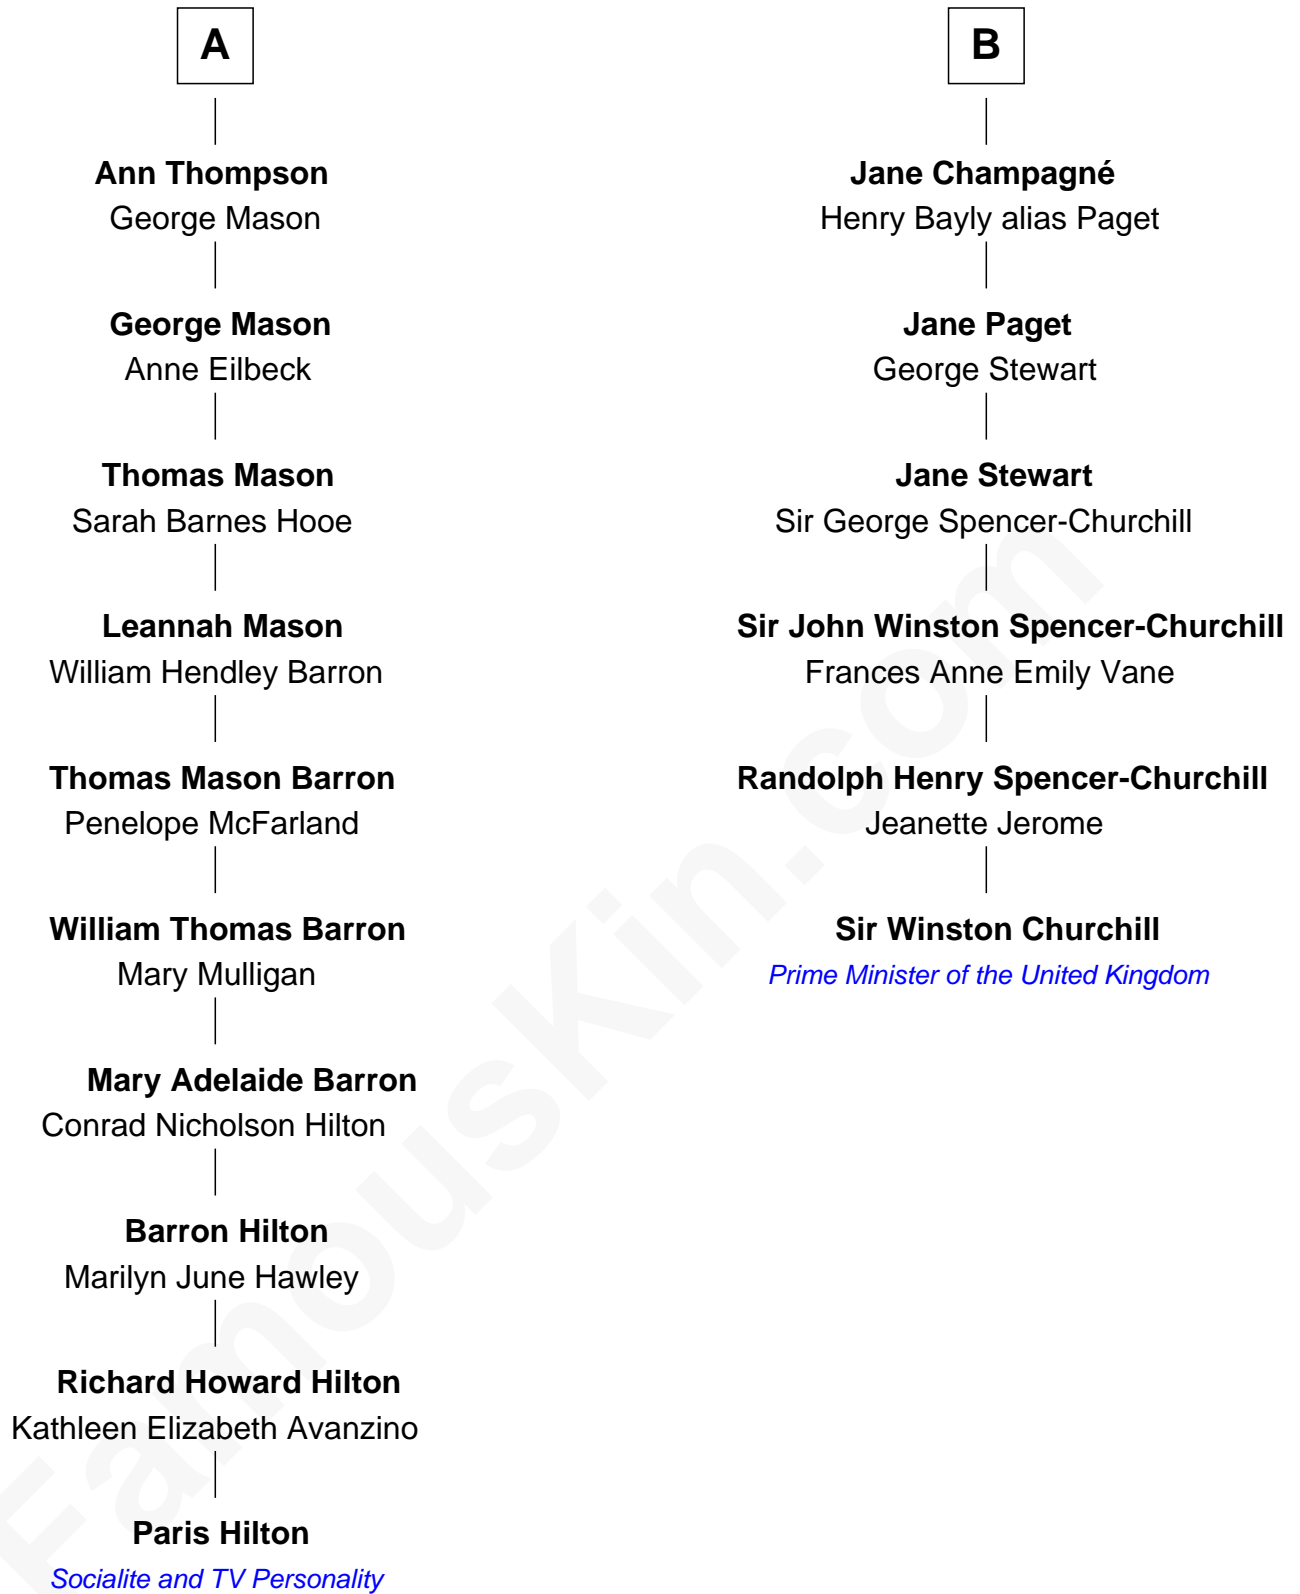 A
Ann Thompson
George Mason
George Mason
Anne Eilbeck
Thomas Mason
Sarah Barnes Hooe
Leannah Mason
William Hendley Barron
Thomas Mason Barron
Penelope McFarland
William Thomas Barron
Mary Mulligan
Mary Adelaide Barron
Conrad Nicholson Hilton
Barron Hilton
Marilyn June Hawley
Richard Howard Hilton
Kathleen Elizabeth Avanzino
Paris Hilton
Socialite and TV Personality
B
Jane Champagné
Henry Bayly alias Paget
Jane Paget
George Stewart
Jane Stewart
Sir George Spencer-Churchill
Sir John Winston Spencer-Churchill
Frances Anne Emily Vane
Randolph Henry Spencer-Churchill
Jeanette Jerome
Sir Winston Churchill
Prime Minister of the United Kingdom
FamousKin.com